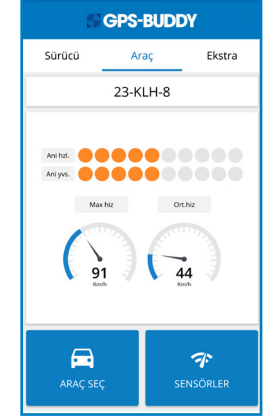 GPS-BUDDY
Sürücü Araç Ekstra
23-KLH-8
Ani hzl.
Ani yvs.
Max hiz Ort.hiz
91 44
Km/h Km/h
ARAÇ SEÇ SENSÖRLER